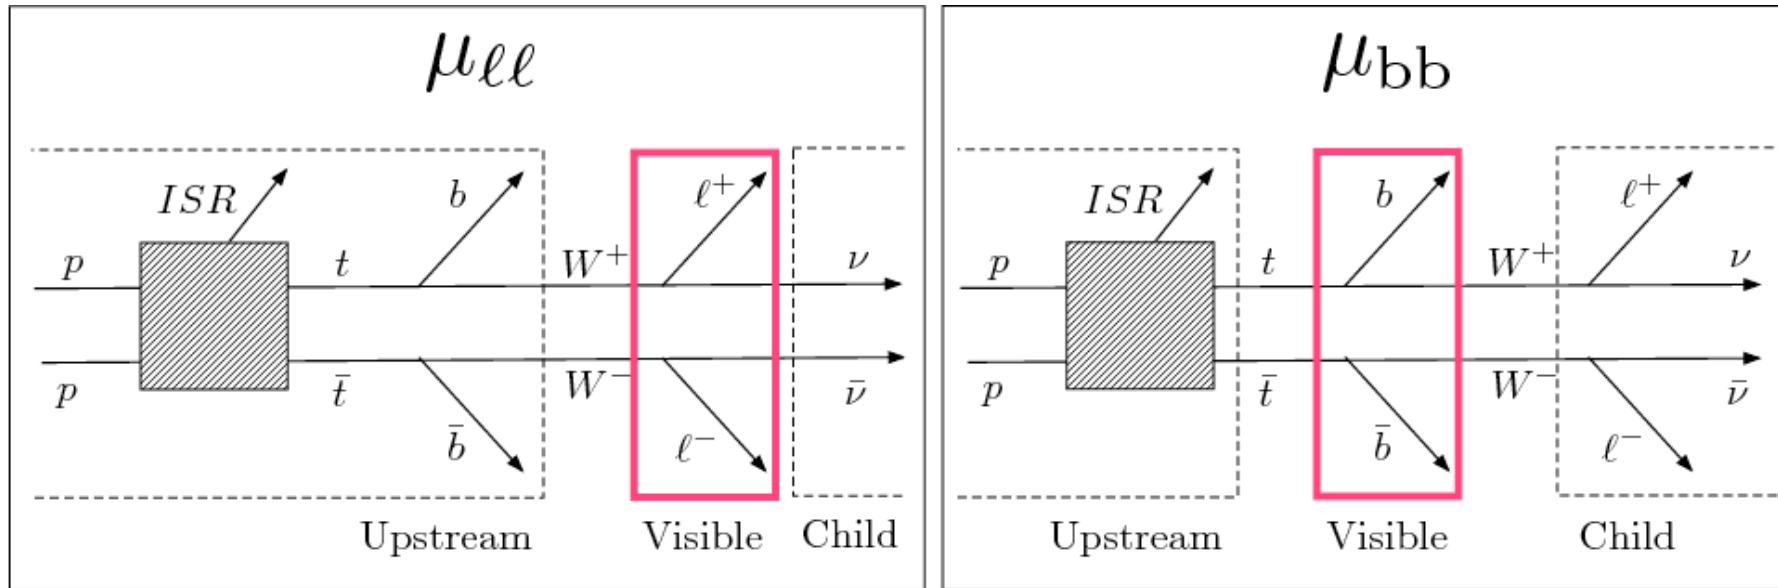 μℓℓ
ISR
b
ℓ⁺
p
t
W⁺
ν
p
t̄
W⁻
ν̄
b̄
ℓ⁻
Upstream
Visible
Child
μbb
ISR
b
ℓ⁺
p
t
W⁺
ν
p
t̄
W⁻
ν̄
b̄
ℓ⁻
Upstream
Visible
Child